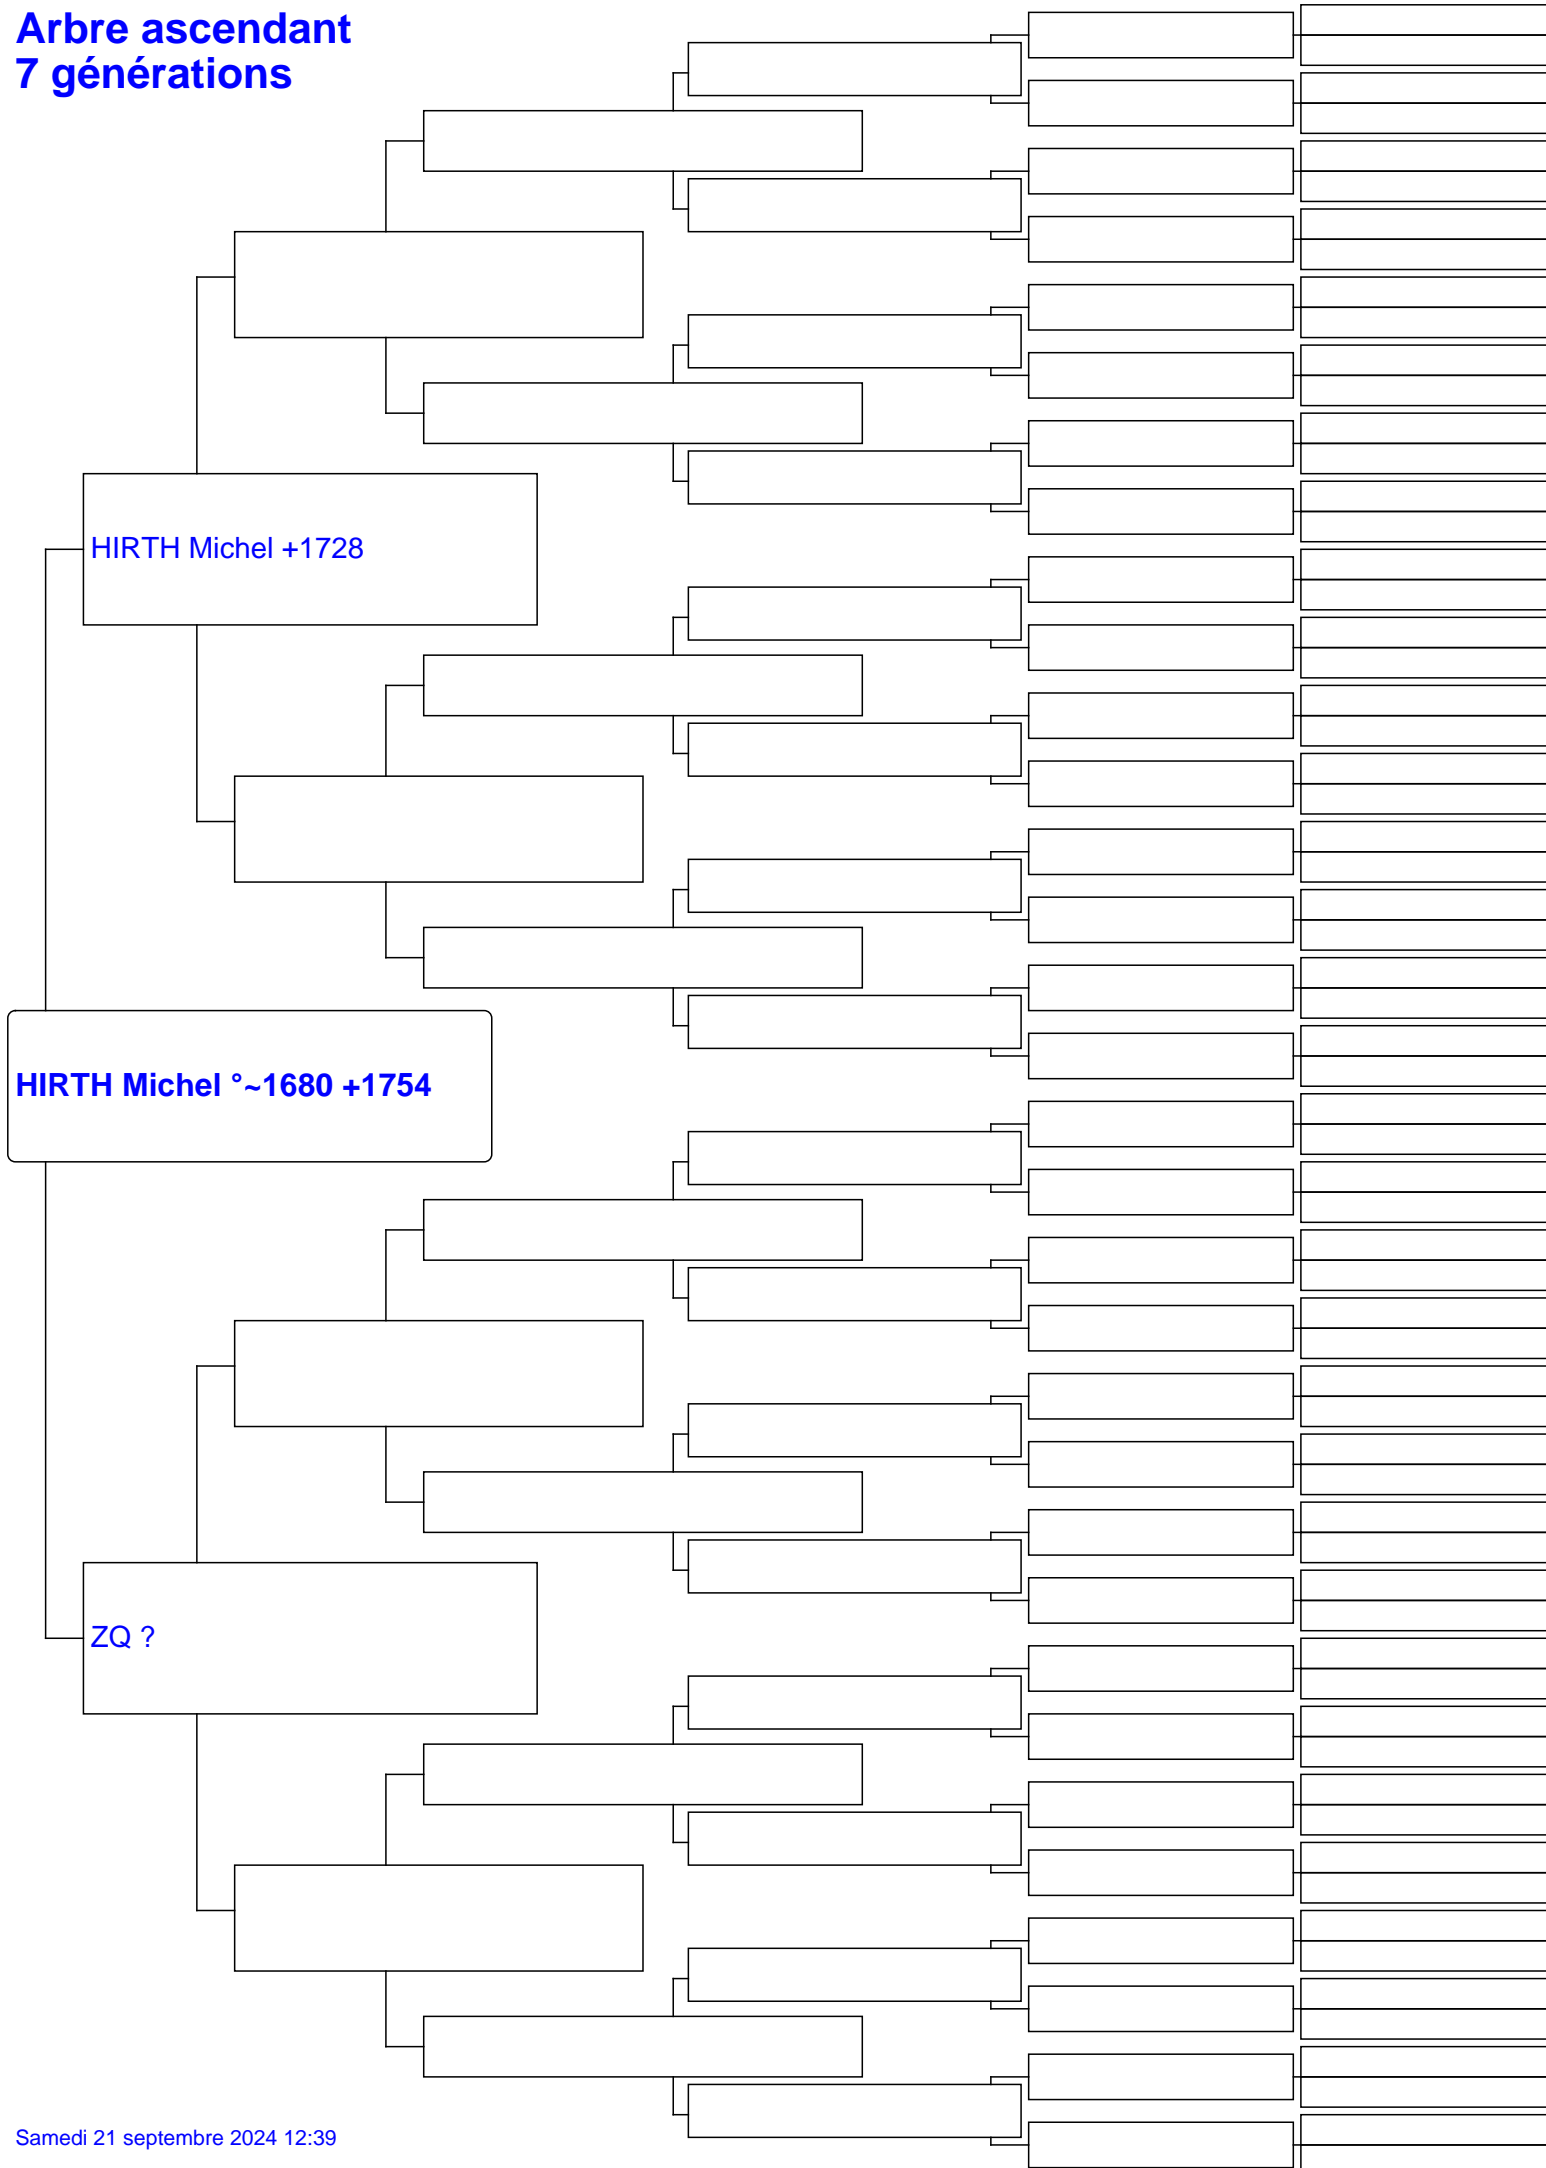 Arbre ascendant
7 générations
HIRTH Michel +1728
HIRTH Michel °~1680 +1754
ZQ ?
Samedi 21 septembre 2024 12:39